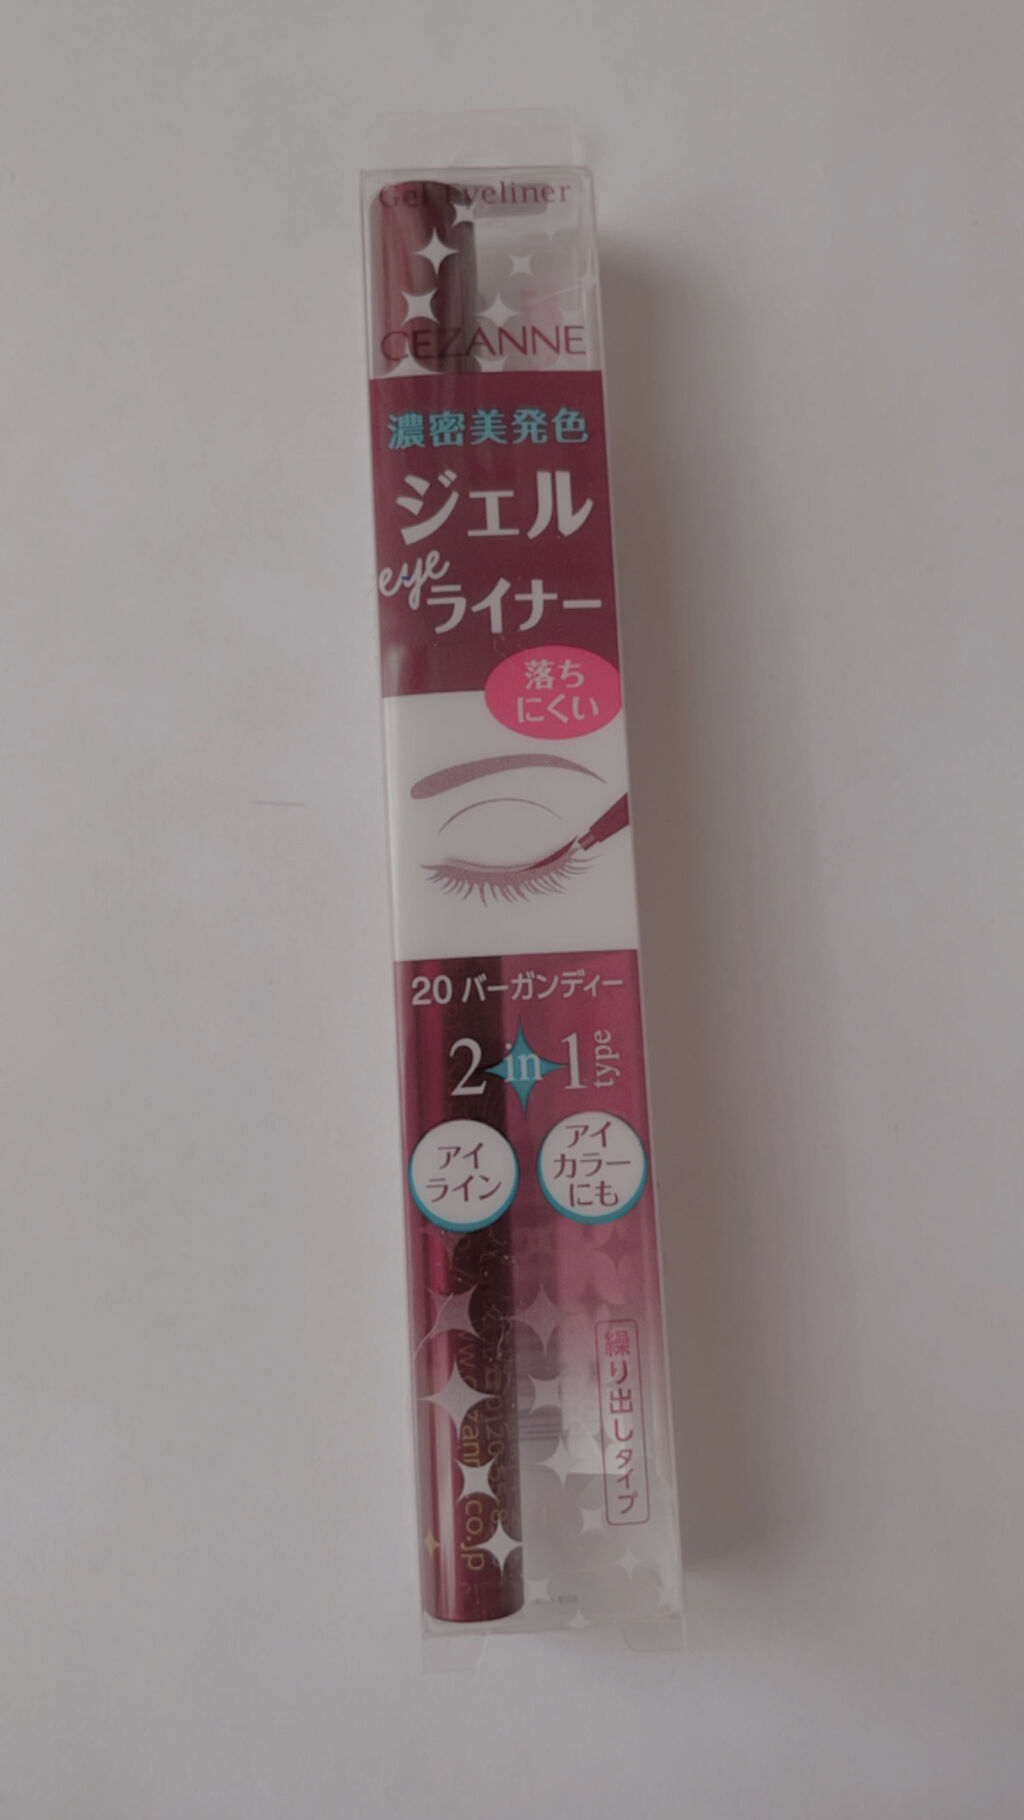 Gel Eyeliner
CEZANNE
濃密美発色
ジェル
eye
ライナー
落ち
にくい
20 バーガンディー
2 in 1 type
アイ
ライン
アイ
カラー
にも
繰り出しタイプ
co.jp